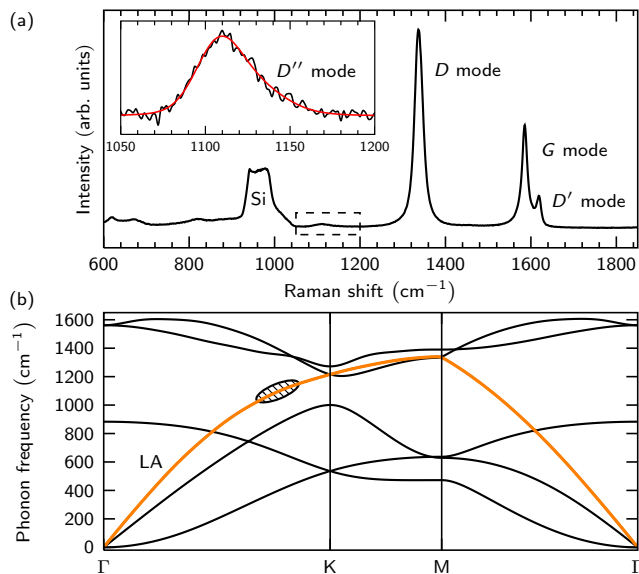 (a)
Intensity (arb. units)
D′′ mode
1050 1100 1150 1200
D mode
G mode
D′ mode
Si
600 800 1000 1200 1400 1600 1800
Raman shift (cm⁻¹)
(b)
Phonon frequency (cm⁻¹)
1600
1400
1200
1000
800
600
400
200
0
LA
Γ K M Γ